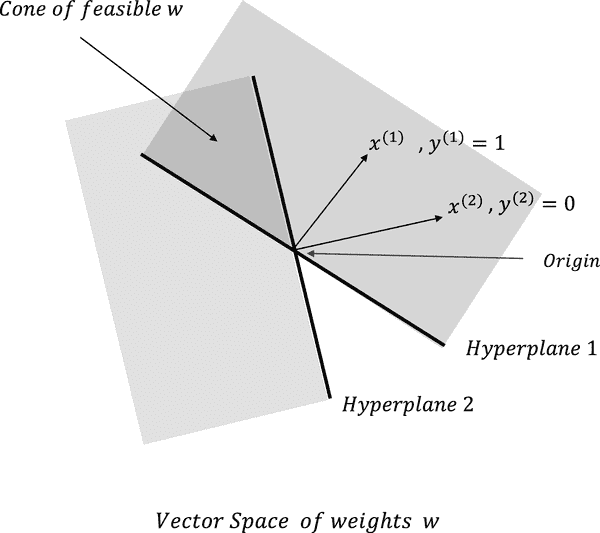 Cone of feasible w
x⁽¹⁾ , y⁽¹⁾ = 1
x⁽²⁾ , y⁽²⁾ = 0
Origin
Hyperplane 1
Hyperplane 2
Vector Space of weights w